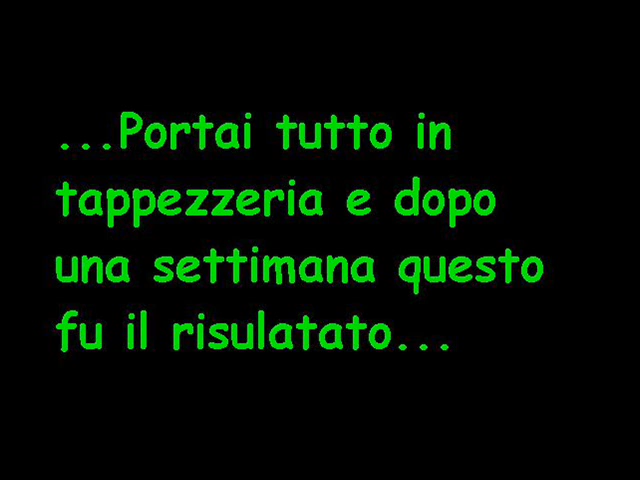 ...Portai tutto in
tappezzeria e dopo
una settimana questo
fu il risulatato...